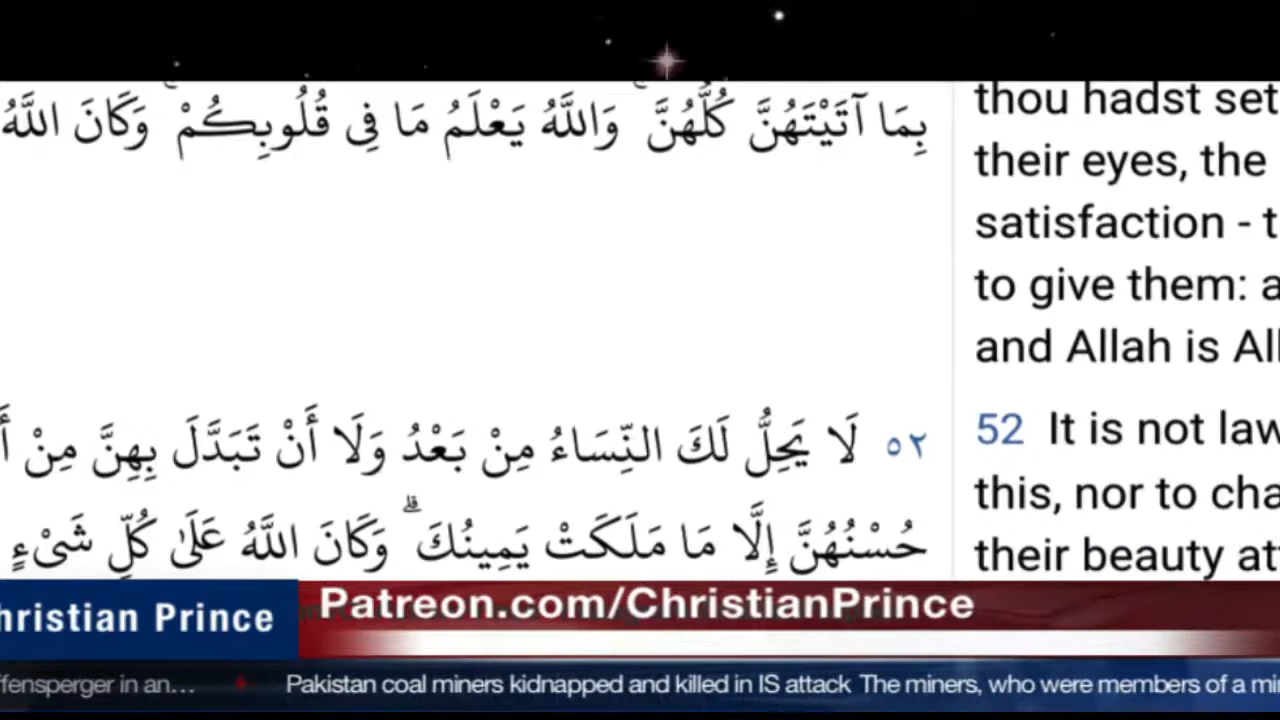 بِمَا آتَيْتَهُنَّ كُلُّهُنَّ ۚ وَاللَّهُ يَعْلَمُ مَا فِي قُلُوبِكُمْ ۚ وَكَانَ اللَّهُ
٥٢ لَا يَحِلُّ لَكَ النِّسَاءُ مِنْ بَعْدُ وَلَا أَنْ تَبَدَّلَ بِهِنَّ مِنْ
حُسْنُهُنَّ إِلَّا مَا مَلَكَتْ يَمِينُكَ ۗ وَكَانَ اللَّهُ عَلَىٰ كُلِّ شَيْءٍ
thou hadst set
their eyes, the
satisfaction - t
to give them: a
and Allah is All
52 It is not law
this, nor to cha
their beauty att
hristian Prince
Patreon.com/ChristianPrince
ffensperger in an... Pakistan coal miners kidnapped and killed in IS attack The miners, who were members of a mi